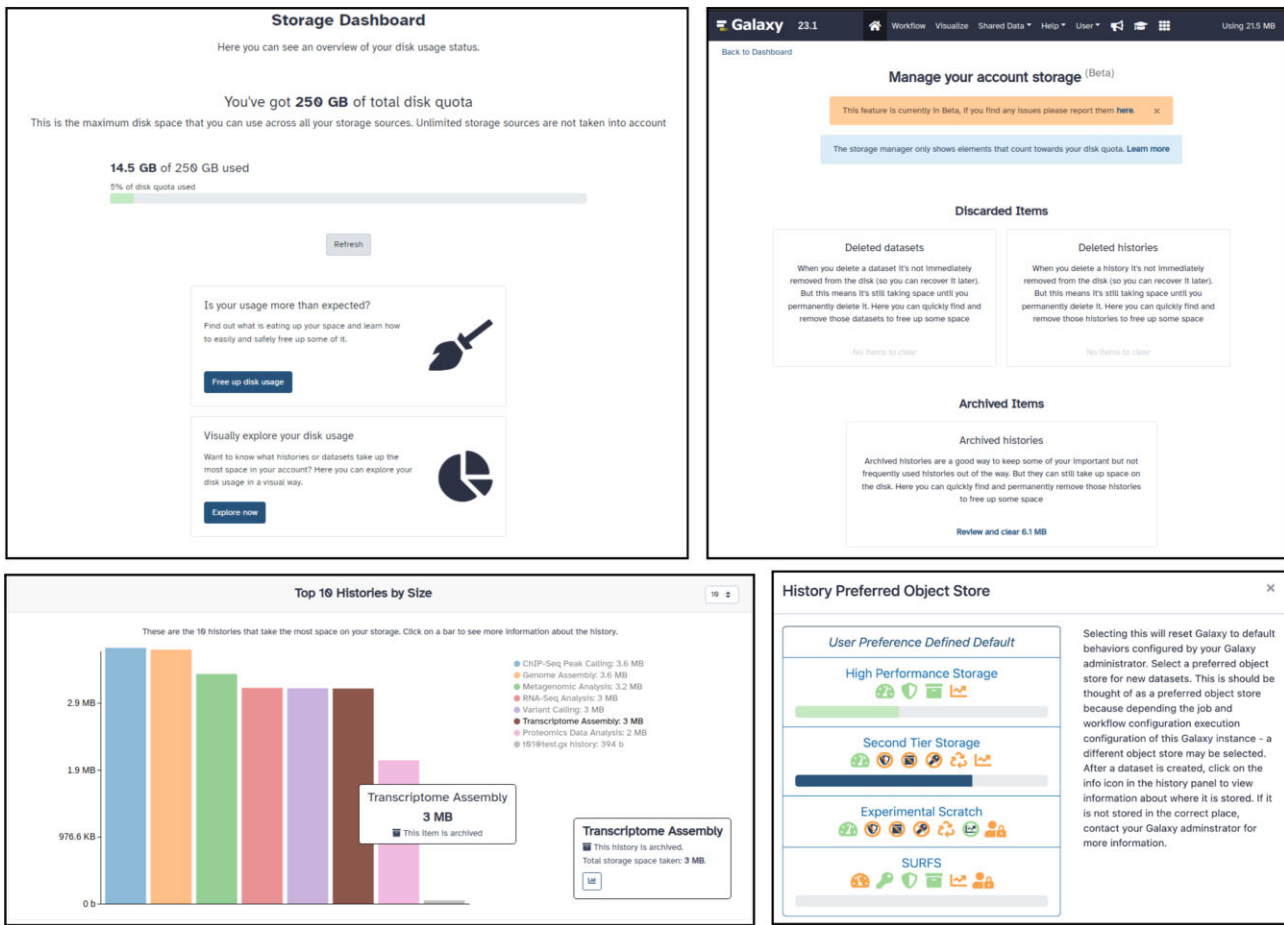 Storage Dashboard
Here you can see an overview of your disk usage status.
You've got 250 GB of total disk quota
This is the maximum disk space that you can use across all your storage sources. Unlimited storage sources are not taken into account
14.5 GB of 250 GB used
5% of disk quota used
Refresh
Is your usage more than expected?
Find out what is eating up your space and learn how
to easily and safely free up some of it.
Free up disk usage
Visually explore your disk usage
Want to know what histories or datasets take up the
most space in your account? Here you can explore your
disk usage in a visual way.
Explore now
Galaxy 23.1 Workflow Visualize Shared Data Help User Using 21.5 MB
Back to Dashboard
Manage your account storage (Beta)
This feature is currently in Beta, if you find any issues please report them here. ×
The storage manager only shows elements that count towards your disk quota. Learn more
Discarded Items
Deleted datasets
When you delete a dataset it's not immediately
removed from the disk (so you can recover it later).
But this means it's still taking space until you
permanently delete it. Here you can quickly find and
remove those datasets to free up some space
No items to clear
Deleted histories
When you delete a history it's not immediately
removed from the disk (so you can recover it later).
But this means it's still taking space until you
permanently delete it. Here you can quickly find and
remove those histories to free up some space
No items to clear
Archived Items
Archived histories
Archived histories are a good way to keep some of your important but not
frequently used histories out of the way. But they can still take up space on
the disk. Here you can quickly find and permanently remove those histories
to free up some space
Review and clear 6.1 MB
Top 10 Histories by Size
10
These are the 10 histories that take the most space on your storage. Click on a bar to see more information about the history.
2.9 MB
1.9 MB
976.6 KB
0 b
ChIP-Seq Peak Calling: 3.6 MB
Genome Assembly: 3.6 MB
Metagenomic Analysis: 3.2 MB
RNA-Seq Analysis: 3 MB
Variant Calling: 3 MB
Transcriptome Assembly: 3 MB
Proteomics Data Analysis: 2 MB
t01@test.gx history: 394 b
Transcriptome Assembly
3 MB
This item is archived
Transcriptome Assembly
This history is archived.
Total storage space taken: 3 MB.
History Preferred Object Store ×
User Preference Defined Default
High Performance Storage
Second Tier Storage
Experimental Scratch
SURFS
Selecting this will reset Galaxy to default
behaviors configured by your Galaxy
administrator. Select a preferred object
store for new datasets. This is should be
thought of as a preferred object store
because depending the job and
workflow configuration execution
configuration of this Galaxy instance - a
different object store may be selected.
After a dataset is created, click on the
info icon in the history panel to view
information about where it is stored. If it
is not stored in the correct place,
contact your Galaxy adminstrator for
more information.